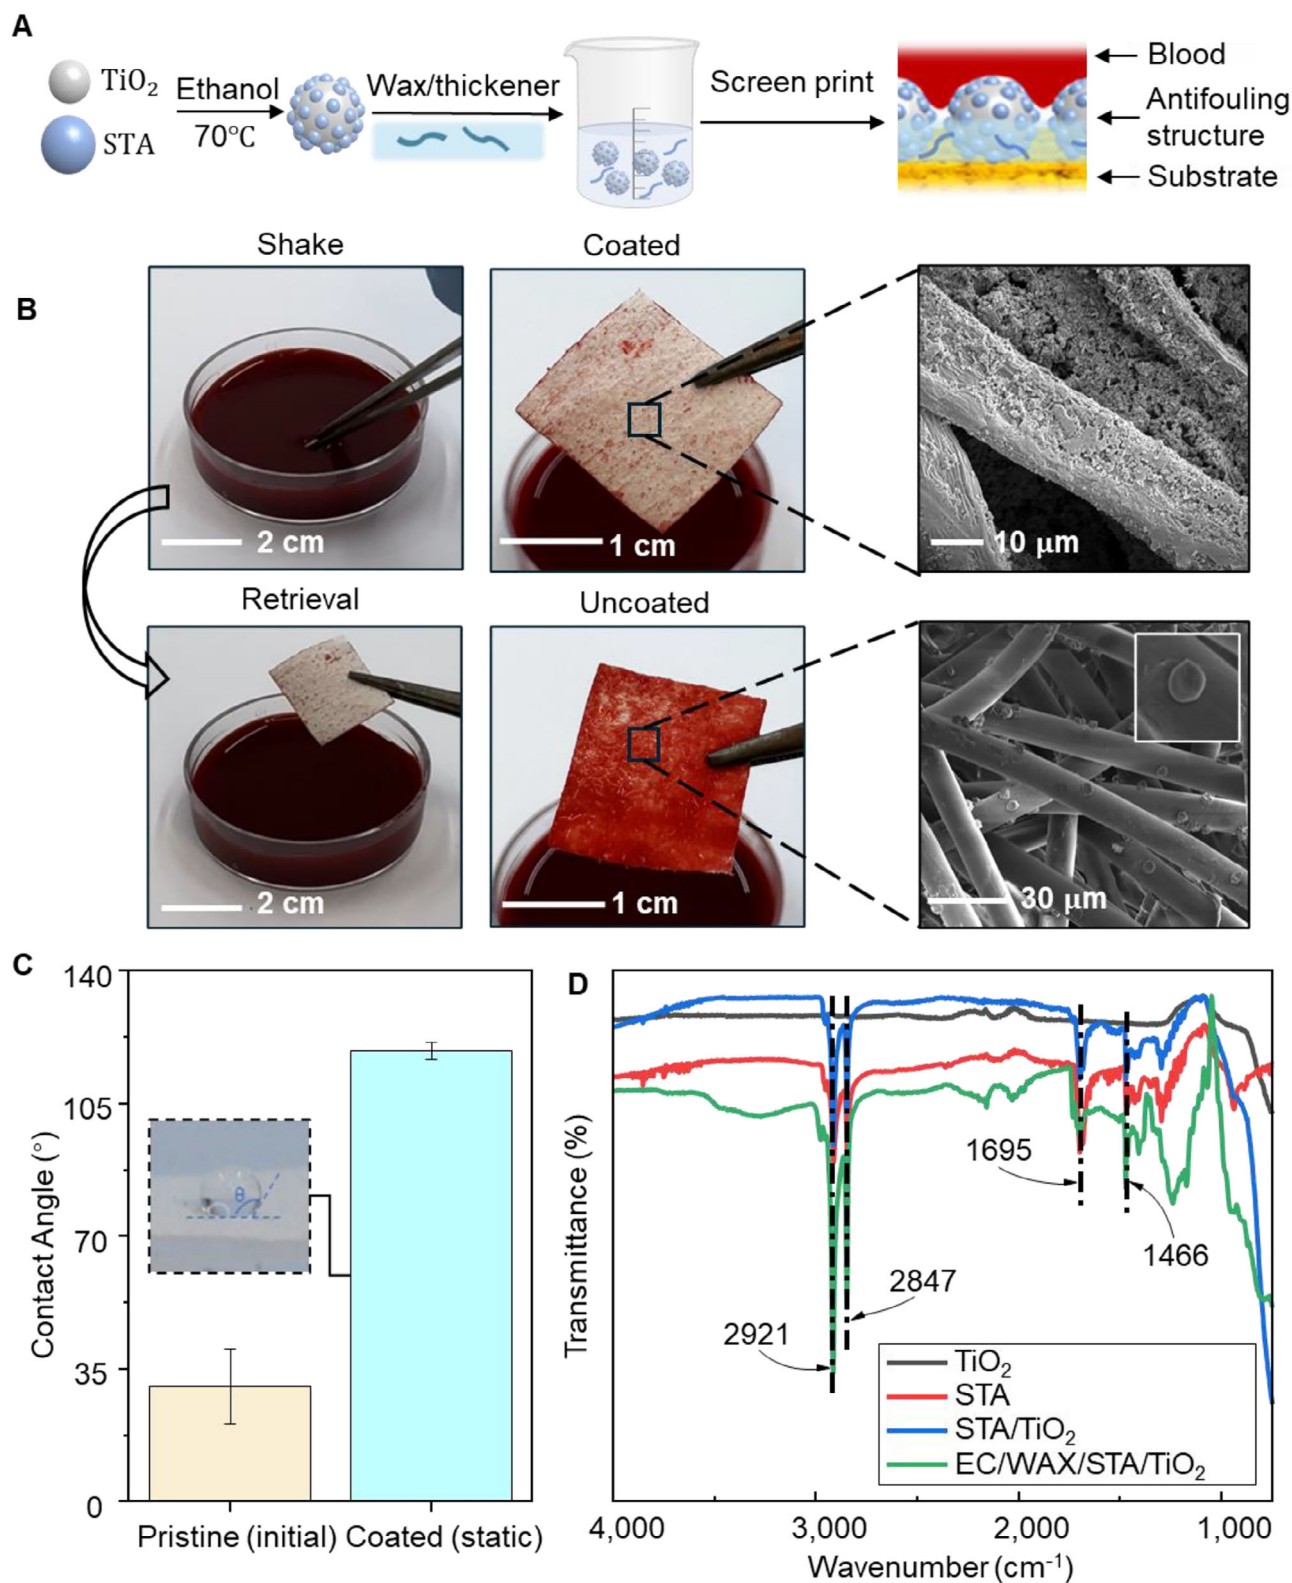 A
TiO₂
STA
Ethanol
70°C
Wax/thickener
Screen print
Blood
Antifouling
structure
Substrate
B
Shake
2 cm
Coated
1 cm
10 μm
Retrieval
2 cm
Uncoated
1 cm
30 μm
C
Contact Angle (°)
140
105
70
35
0
θ
Pristine (initial)
Coated (static)
D
Transmittance (%)
2921
2847
1695
1466
TiO₂
STA
STA/TiO₂
EC/WAX/STA/TiO₂
4,000
3,000
2,000
1,000
Wavenumber (cm⁻¹)